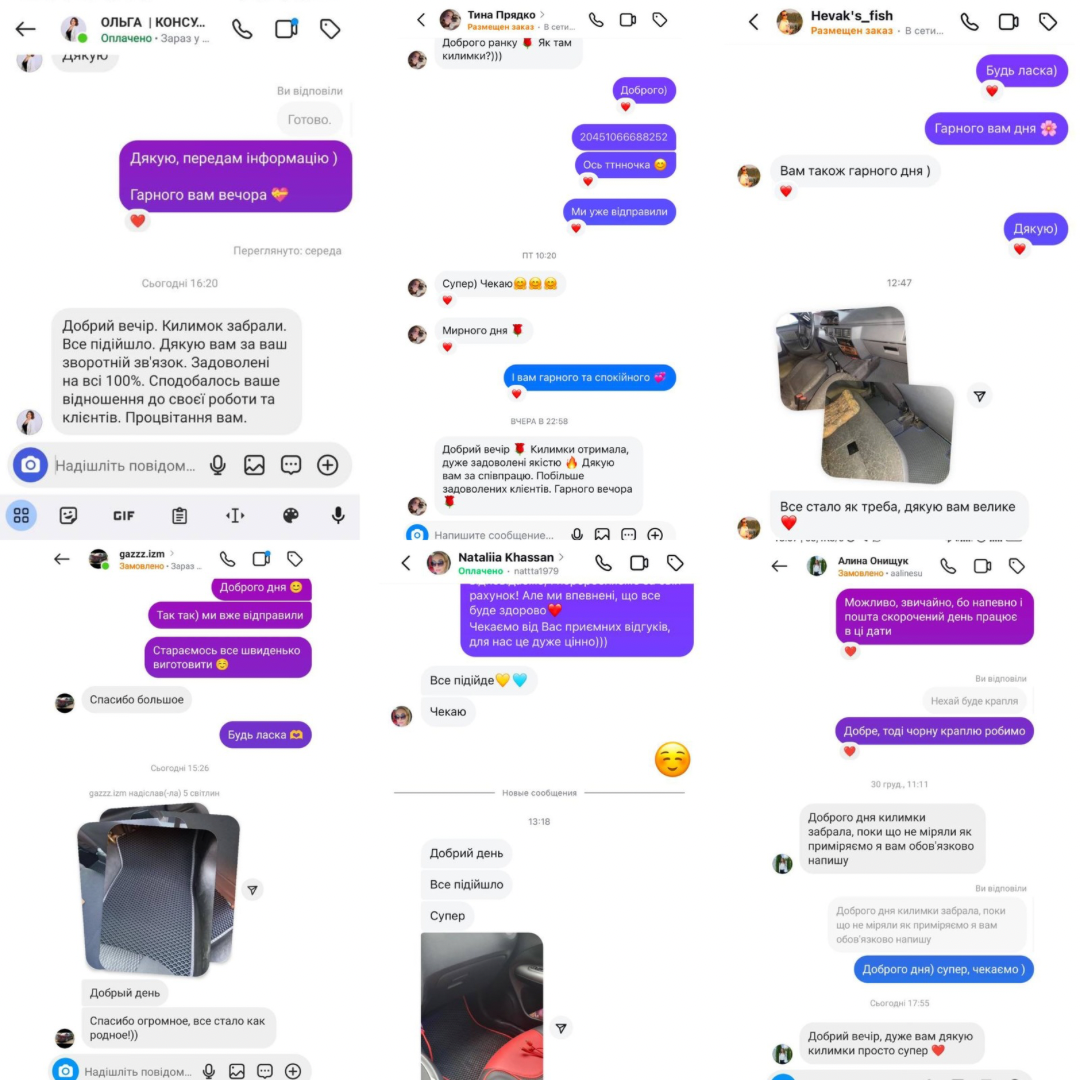 ОЛЬГА | КОНСУ...
Оплачено • Зараз у ...
Дякую
Ви відповіли
Готово.
Дякую, передам інформацію )
Гарного вам вечора 💝
❤️
Переглянуто: середа
Сьогодні 16:20
Добрий вечір. Килимок забрали.
Все підійшло. Дякую вам за ваш
зворотній зв'язок. Задоволені
на всі 100%. Сподобалось ваше
відношення до своєї роботи та
клієнтів. Процвітання вам.
Надішліть повідом...
GIF
Тина Прядко
Размещен заказ • В сети...
Доброго ранку 🌹 Як там
килимки?)))
Доброго)
❤️
20451066688252
Ось ттнночка 😊
❤️
Ми уже відправили
❤️
ПТ 10:20
Супер) Чекаю🤗🤗🤗
❤️
Мирного дня 🌹
❤️
І вам гарного та спокійного 💞
❤️
ВЧЕРА В 22:58
Добрий вечір 🌹 Килимки отримала,
дуже задоволені якістю 🔥 Дякую
вам за співпрацю. Побільше
задоволених клієнтів. Гарного вечора
🌹
Напишите сообщение...
Hevak's_fish
Размещен заказ • В сети...
Будь ласка)
❤️
Гарного вам дня 🌸
Вам також гарного дня )
❤️
Дякую)
❤️
12:47
Все стало як треба, дякую вам велике
❤️
gazzz.izm
Замовлено • Зараз ...
Доброго дня 😊
Так так) ми вже відправили
Стараємось все швиденько
виготовити ☺️
Спасибо большое
Будь ласка 🫶
Сьогодні 15:26
gazzz.izm надіслав(-ла) 5 світлин
Добрый день
Спасибо огромное, все стало как
родное!))
Надішліть повідом...
Nataliia Khassan
Оплачено • nattta1979
рахунок! Але ми впевнені, що все
буде здорово❤️
Чекаємо від Вас приємних відгуків,
для нас це дуже цінно)))
Все підійде💛🩵
Чекаю
☺️
Новые сообщения
13:18
Добрий день
Все підійшло
Супер
Алина Онищук
Замовлено • aalinesu
Можливо, звичайно, бо напевно і
пошта скорочений день працює
в ці дати
❤️
Ви відповіли
Нехай буде крапля
Добре, тоді чорну краплю робимо
❤️
30 груд., 11:11
Доброго дня килимки
забрала, поки що не міряли як
приміряємо я вам обов'язково
напишу
Ви відповіли
Доброго дня килимки забрала, поки
що не міряли як приміряємо я вам
обов'язково напишу
Доброго дня) супер, чекаємо )
Сьогодні 17:55
Добрий вечір, дуже вам дякую
килимки просто супер ❤️